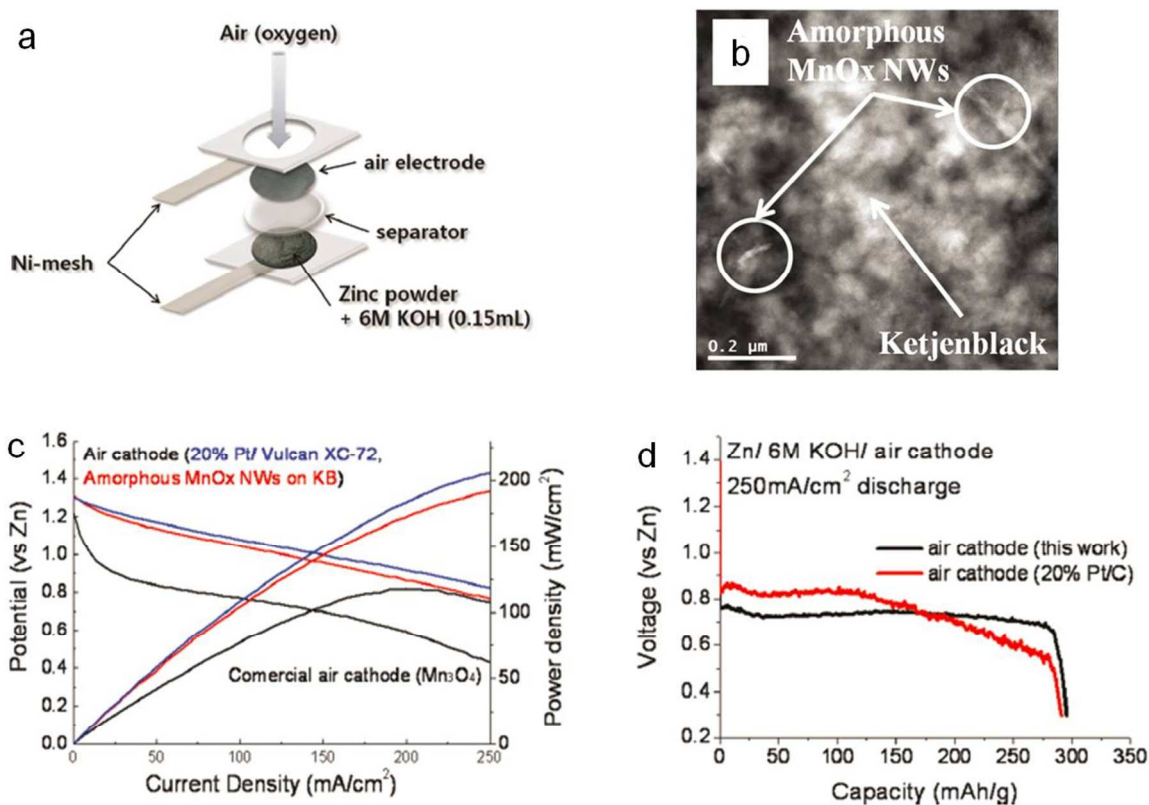 a
Air (oxygen)
air electrode
separator
Ni-mesh
Zinc powder
+ 6M KOH (0.15mL)
b
Amorphous
MnOx NWs
Ketjenblack
0.2 μm
c
Air cathode (20% Pt/ Vulcan XC-72,
Amorphous MnOx NWs on KB)
Comercial air cathode (Mn3O4)
Potential (vs Zn)
1.6
1.4
1.2
1.0
0.8
0.6
0.4
0.2
0.0
Power density (mW/cm²)
200
150
100
50
0
0 50 100 150 200 250
Current Density (mA/cm²)
d
Zn/ 6M KOH/ air cathode
250mA/cm² discharge
air cathode (this work)
air cathode (20% Pt/C)
Voltage (vs Zn)
1.4
1.2
1.0
0.8
0.6
0.4
0.2
0 50 100 150 200 250 300 350
Capacity (mAh/g)